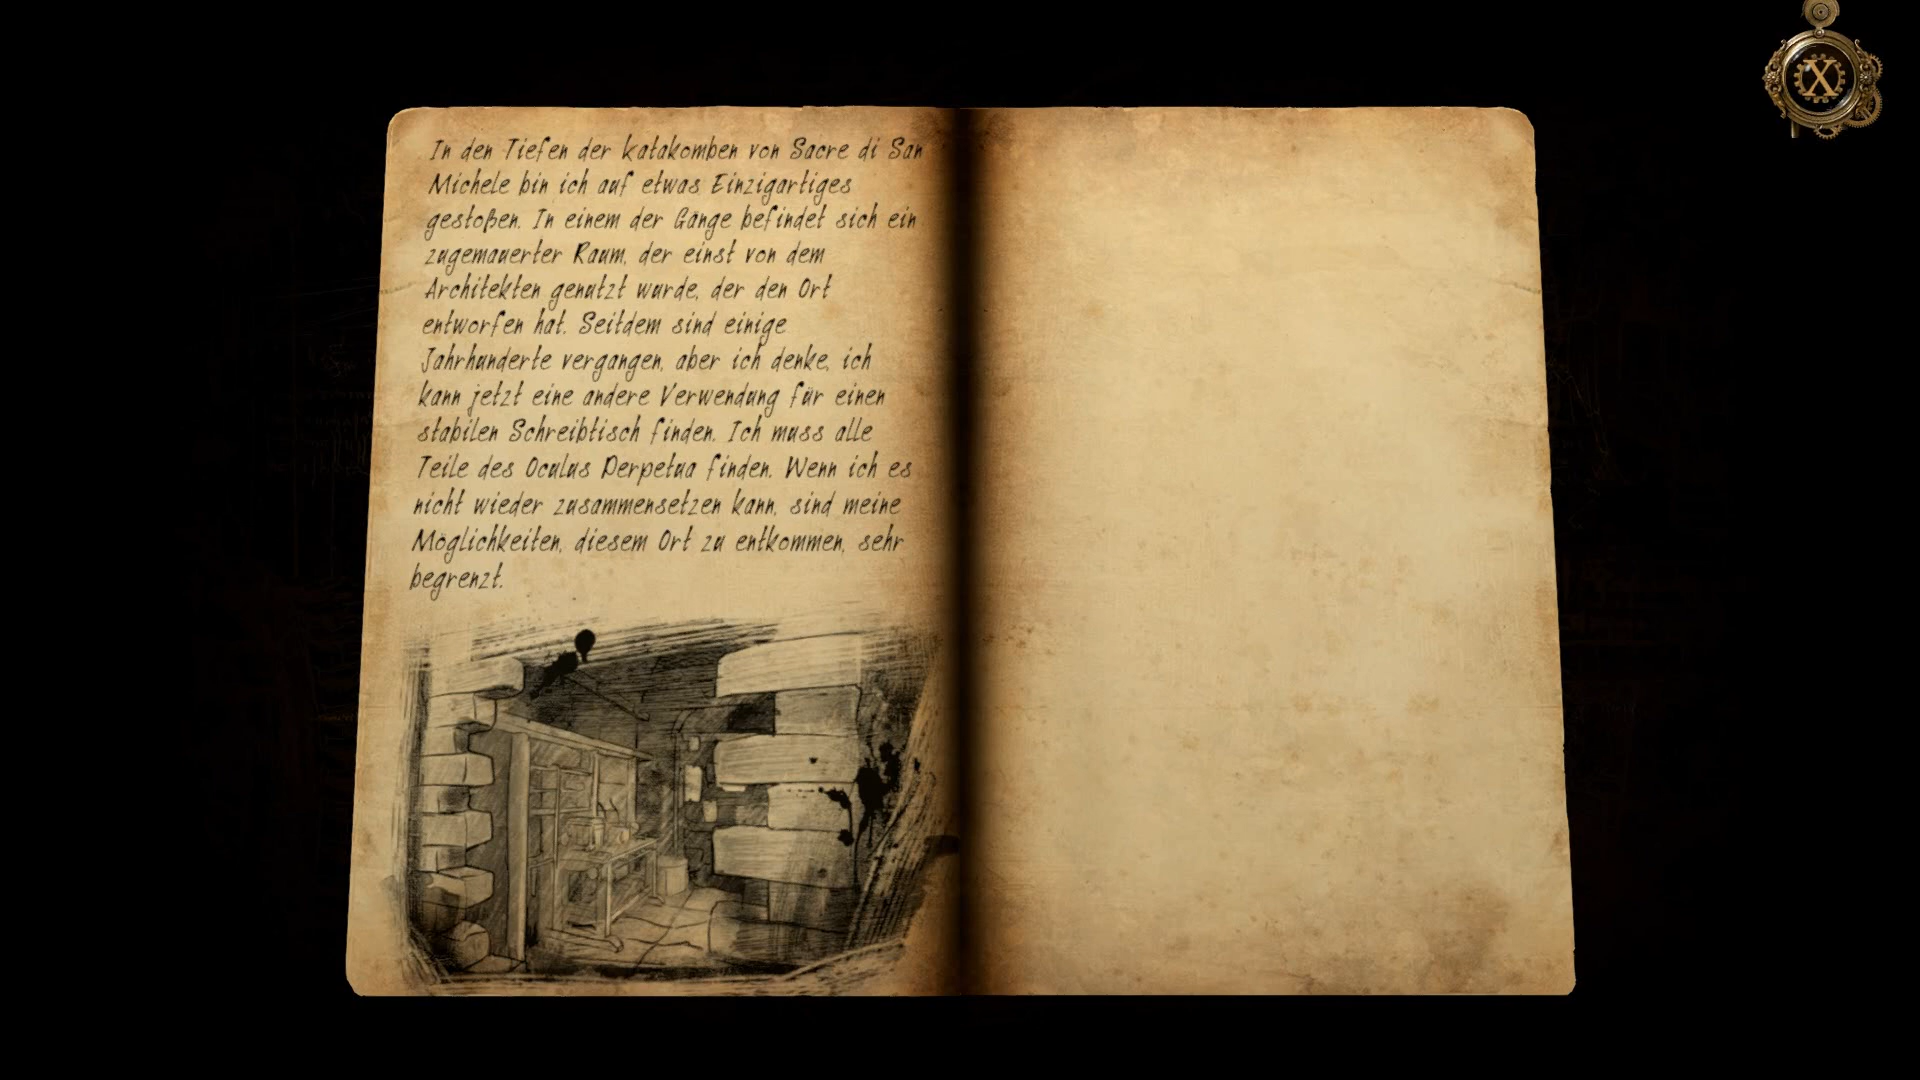 In den Tiefen der Katakomben von Sacre di San
Michele bin ich auf etwas Einzigartiges
gestoßen. In einem der Gänge befindet sich ein
zugemauerter Raum, der einst von dem
Architekten genutzt wurde, der den Ort
entworfen hat. Seitdem sind einige
Jahrhunderte vergangen, aber ich denke, ich
kann jetzt eine andere Verwendung für einen
stabilen Schreibtisch finden. Ich muss alle
Teile des Oculus Perpetua finden. Wenn ich es
nicht wieder zusammensetzen kann, sind meine
Möglichkeiten, diesem Ort zu entkommen, sehr
begrenzt.
X